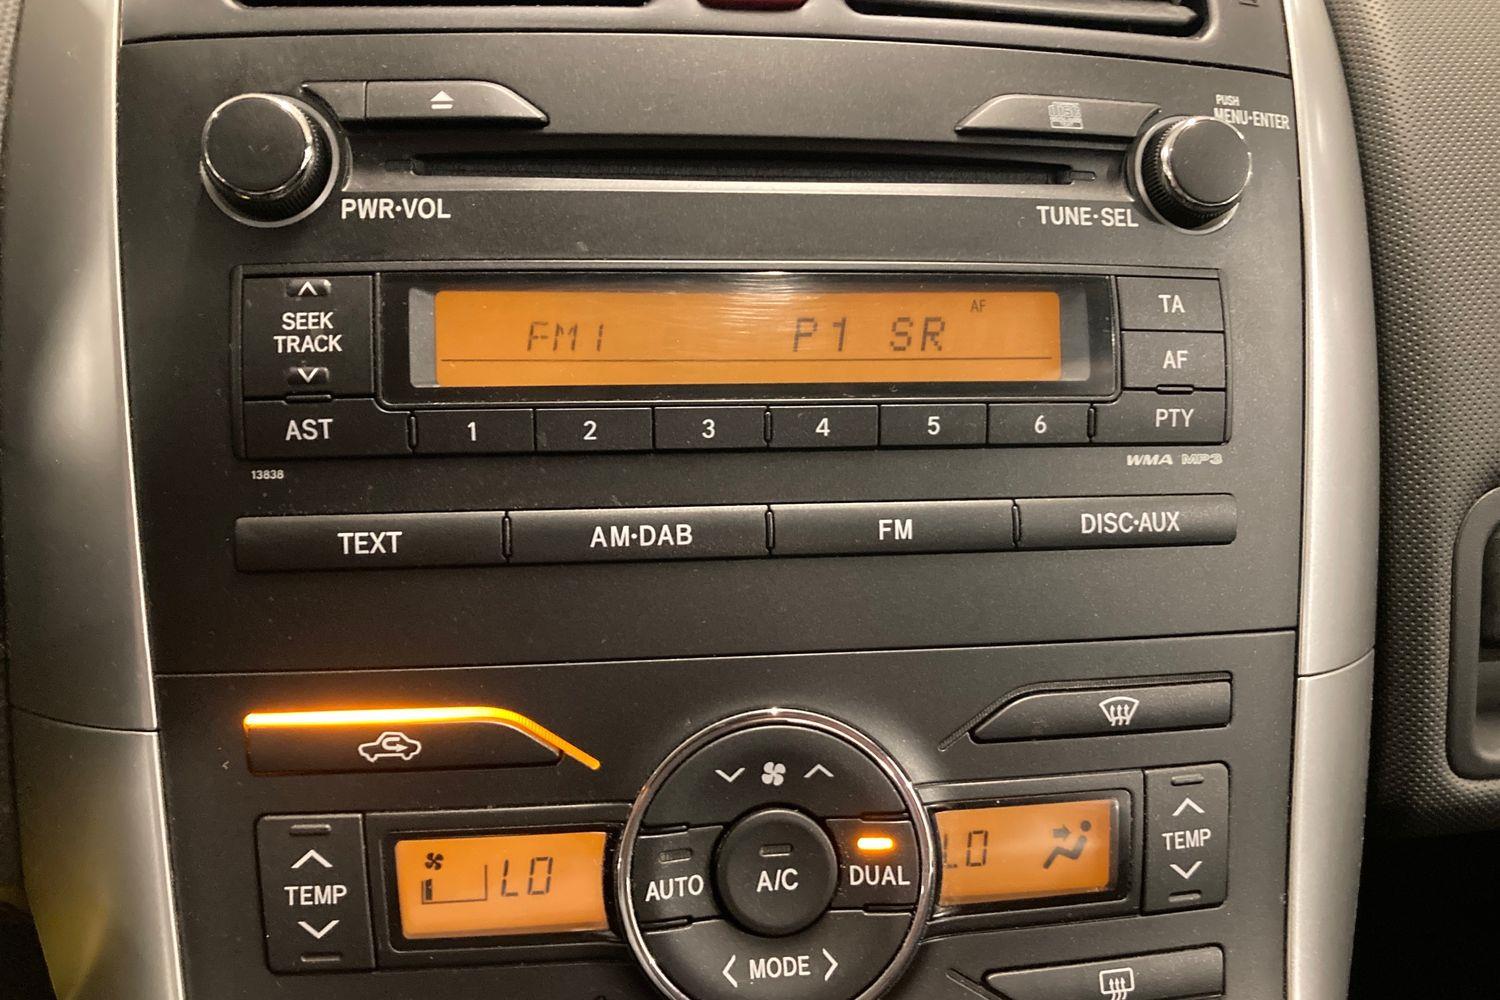 PUSH
MENU·ENTER
PWR·VOL
TUNE·SEL
SEEK
TRACK
FM1 P1 SR
AF
TA
AF
PTY
AST
1 2 3 4 5 6
13838
WMA MP3
TEXT
AM·DAB
FM
DISC·AUX
TEMP
LO
AUTO
A/C
DUAL
MODE
LO
TEMP